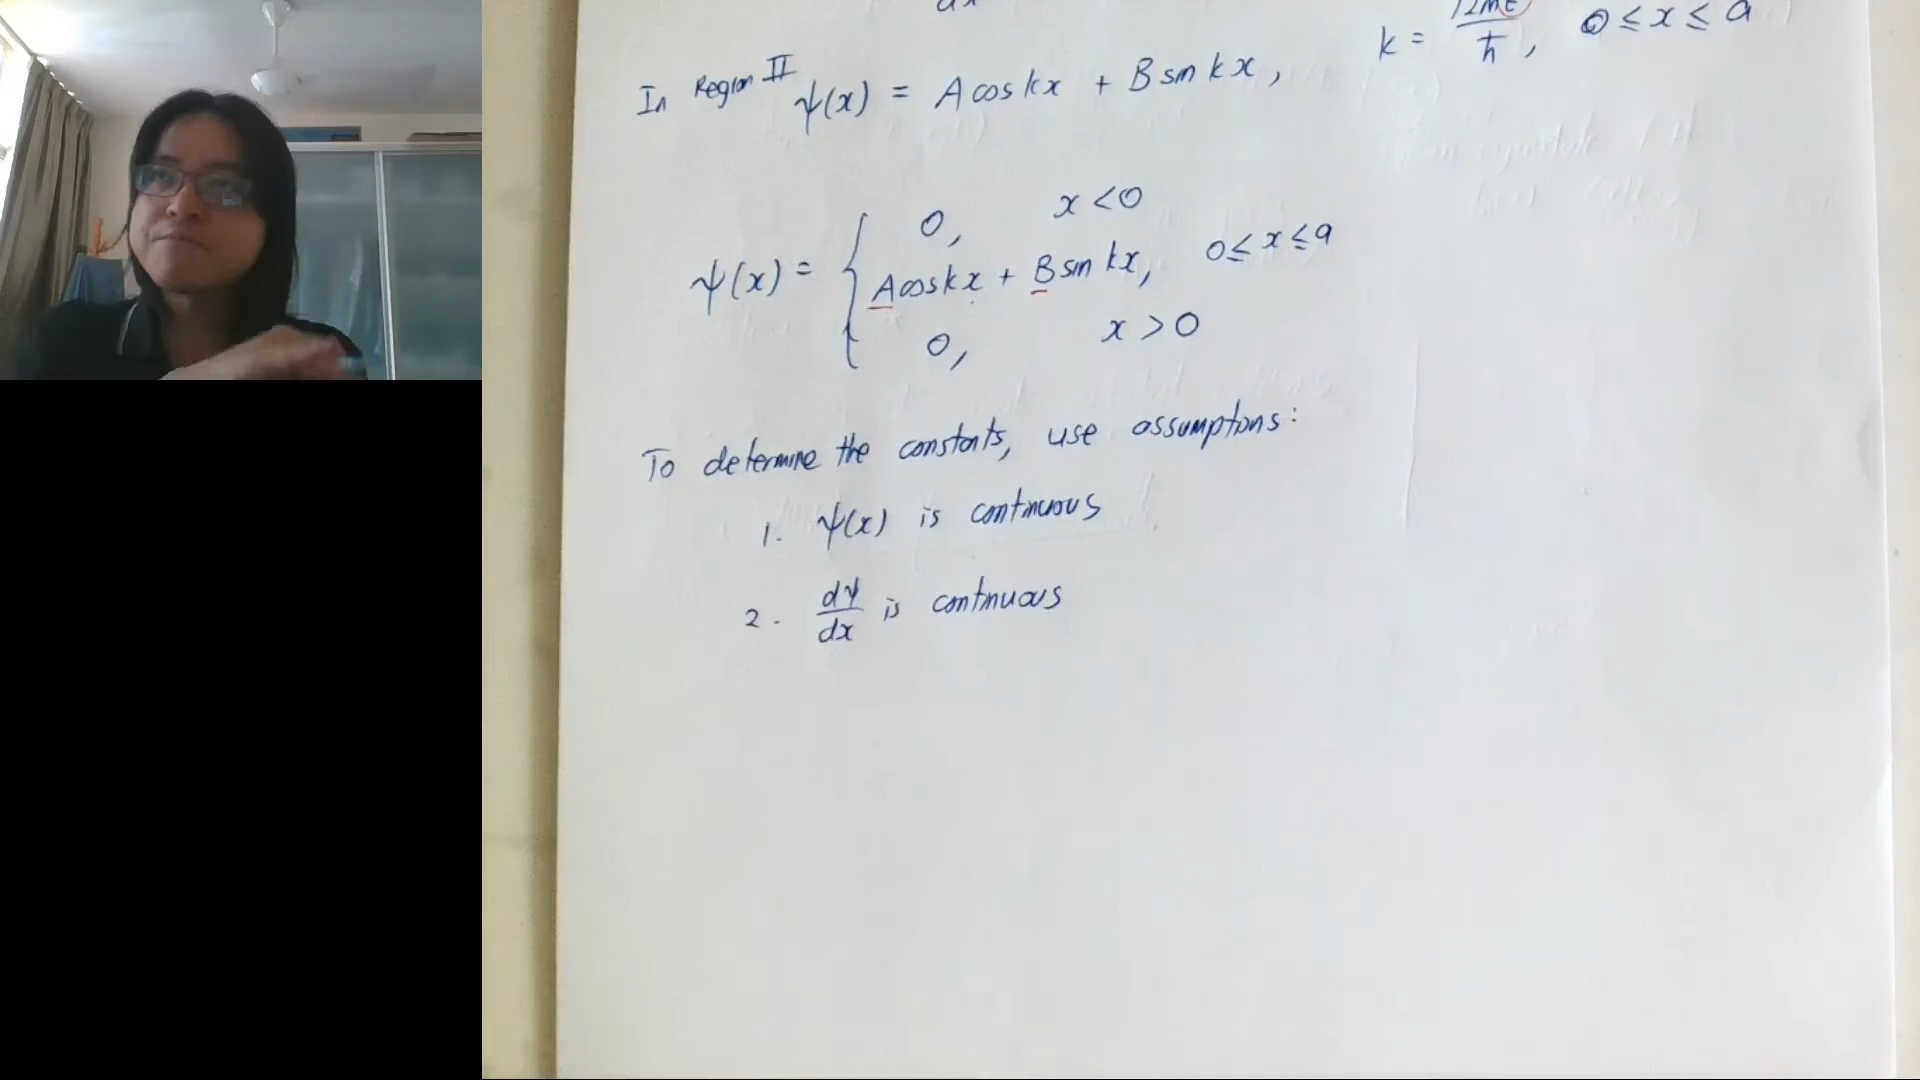 dx
k = √2mE / ħ , 0 ≤ x ≤ a
In Region II ψ(x) = A cos kx + B sin kx ,
0, x < 0
ψ(x) = { A cos kx + B sin kx, 0 ≤ x ≤ a
0, x > 0
To determine the constants, use assumptions:
1. ψ(x) is continuous
2. dψ/dx is continuous